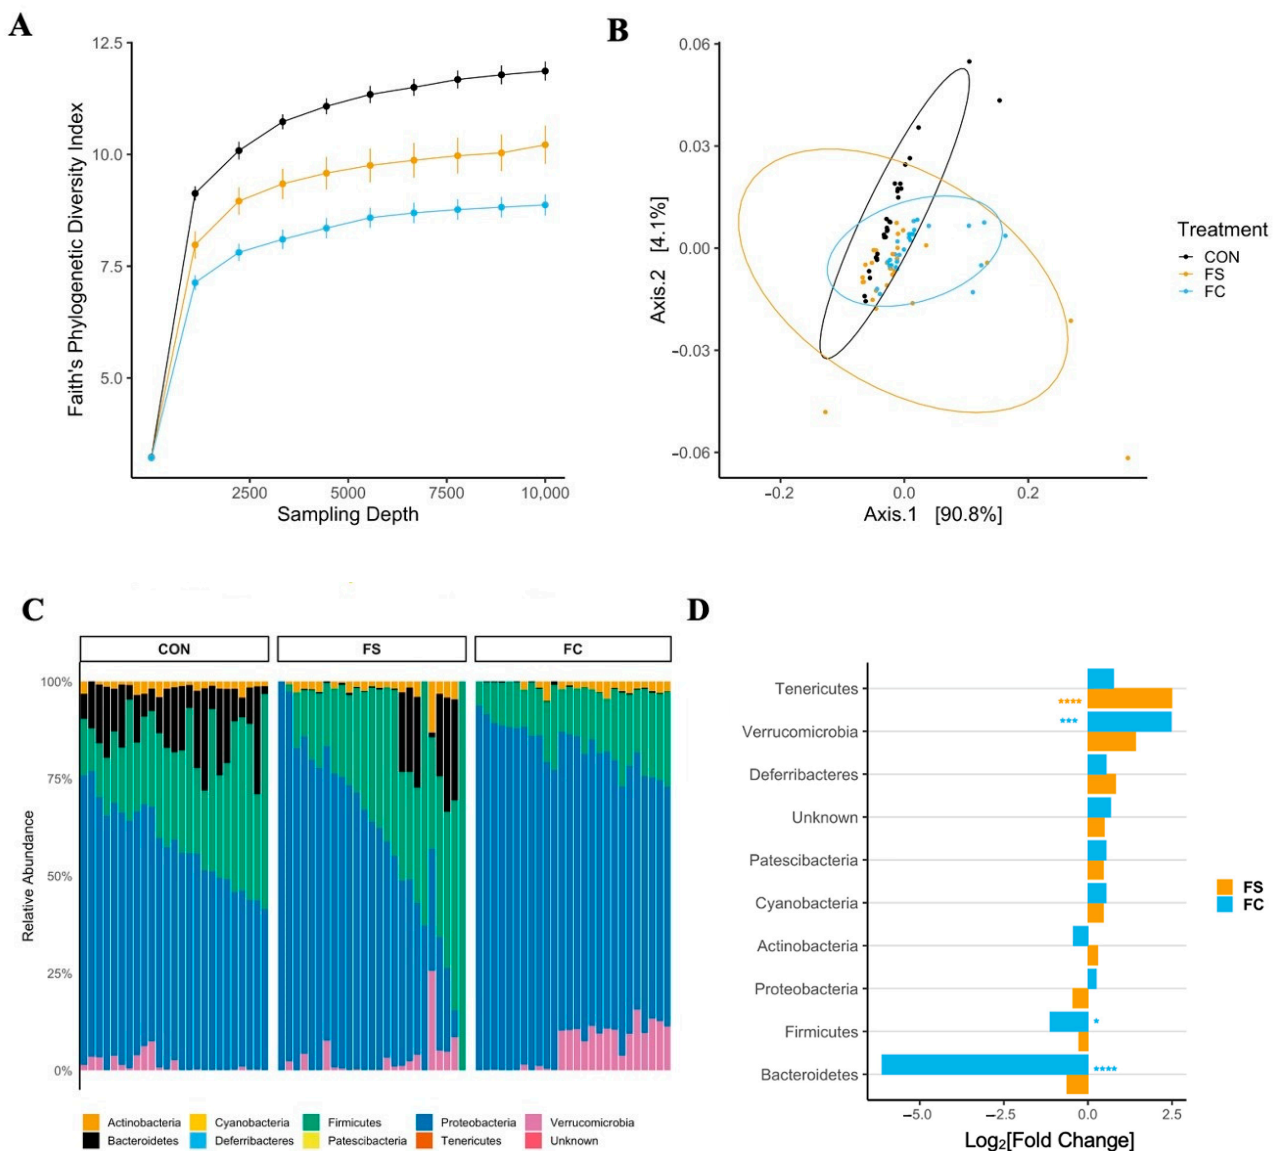 A
12.5
10.0
7.5
5.0
Faith's Phylogenetic Diversity Index
2500 5000 7500 10,000
Sampling Depth
B
0.06
0.03
0.00
−0.03
−0.06
Axis.2 [4.1%]
−0.2 0.0 0.2
Axis.1 [90.8%]
Treatment
CON
FS
FC
C
CON FS FC
100%
75%
50%
25%
0%
Relative Abundance
Actinobacteria Cyanobacteria Firmicutes Proteobacteria Verrucomicrobia
Bacteroidetes Deferribacteres Patescibacteria Tenericutes Unknown
D
Tenericutes
****
***
Verrucomicrobia
Deferribacteres
Unknown
Patescibacteria
Cyanobacteria
Actinobacteria
Proteobacteria
Firmicutes *
Bacteroidetes ****
−5.0 −2.5 0.0 2.5
Log₂[Fold Change]
FS
FC